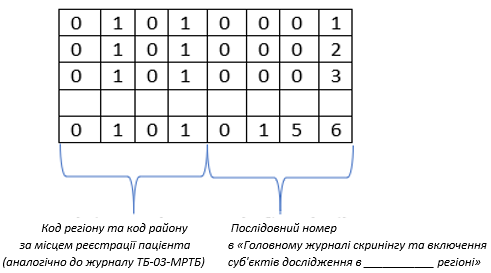 0 1 0 1 0 0 0 1
0 1 0 1 0 0 0 2
0 1 0 1 0 0 0 3
0 1 0 1 0 1 5 6
Код регіону та код району
за місцем реєстрації пацієнта
(аналогічно до журналу ТБ-03-МРТБ)
Послідовний номер
в «Головному журналі скринінгу та включення
суб'єктів дослідження в ___________ регіоні»